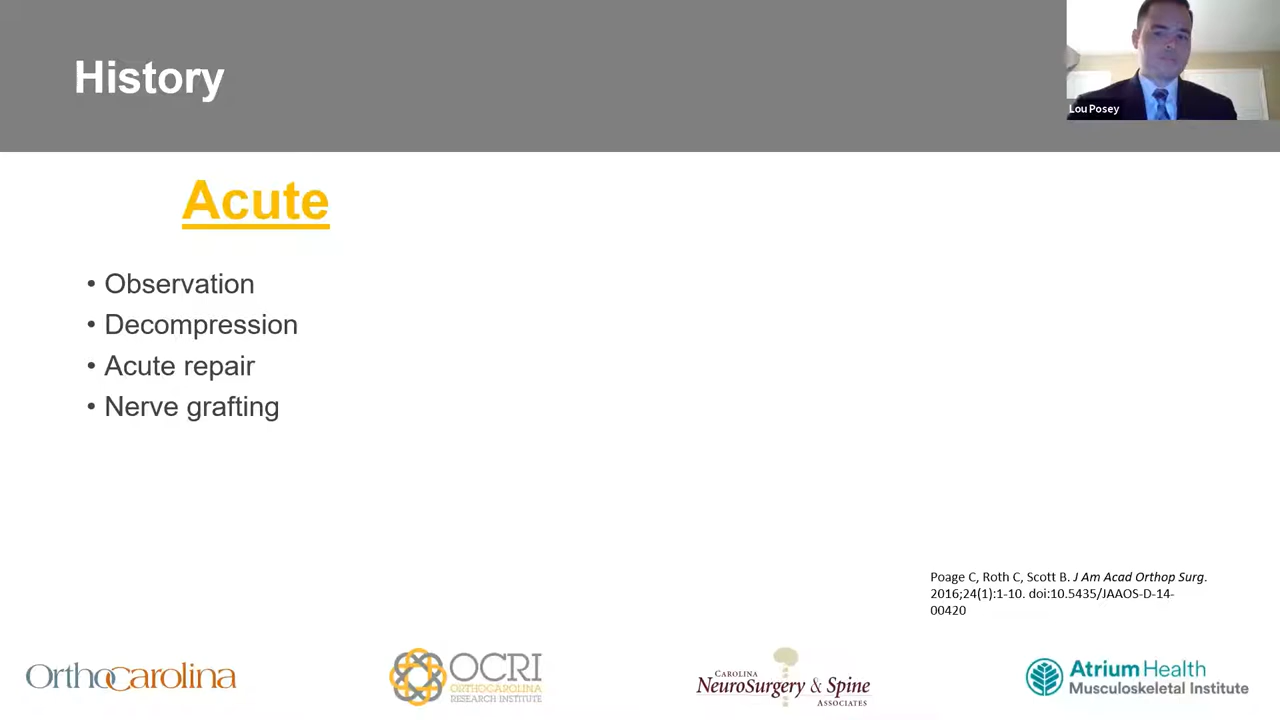 History
Lou Posey
Acute
• Observation
• Decompression
• Acute repair
• Nerve grafting
Poage C, Roth C, Scott B. J Am Acad Orthop Surg.
2016;24(1):1-10. doi:10.5435/JAAOS-D-14-
00420
OrthoCarolina
OCRI
ORTHOCAROLINA
RESEARCH INSTITUTE
CAROLINA
NEUROSURGERY & SPINE
ASSOCIATES
Atrium Health
Musculoskeletal Institute